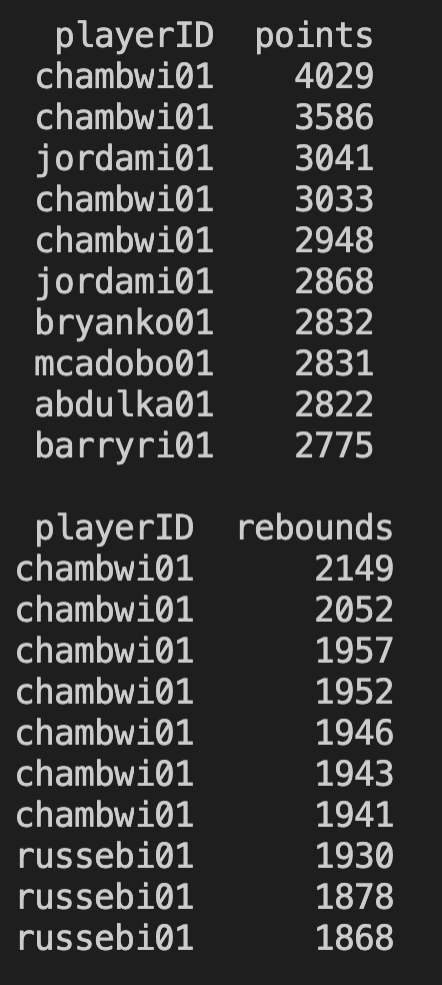 playerID points
chambwi01 4029
chambwi01 3586
jordami01 3041
chambwi01 3033
chambwi01 2948
jordami01 2868
bryanko01 2832
mcadobo01 2831
abdulka01 2822
barryri01 2775
playerID rebounds
chambwi01 2149
chambwi01 2052
chambwi01 1957
chambwi01 1952
chambwi01 1946
chambwi01 1943
chambwi01 1941
russebi01 1930
russebi01 1878
russebi01 1868